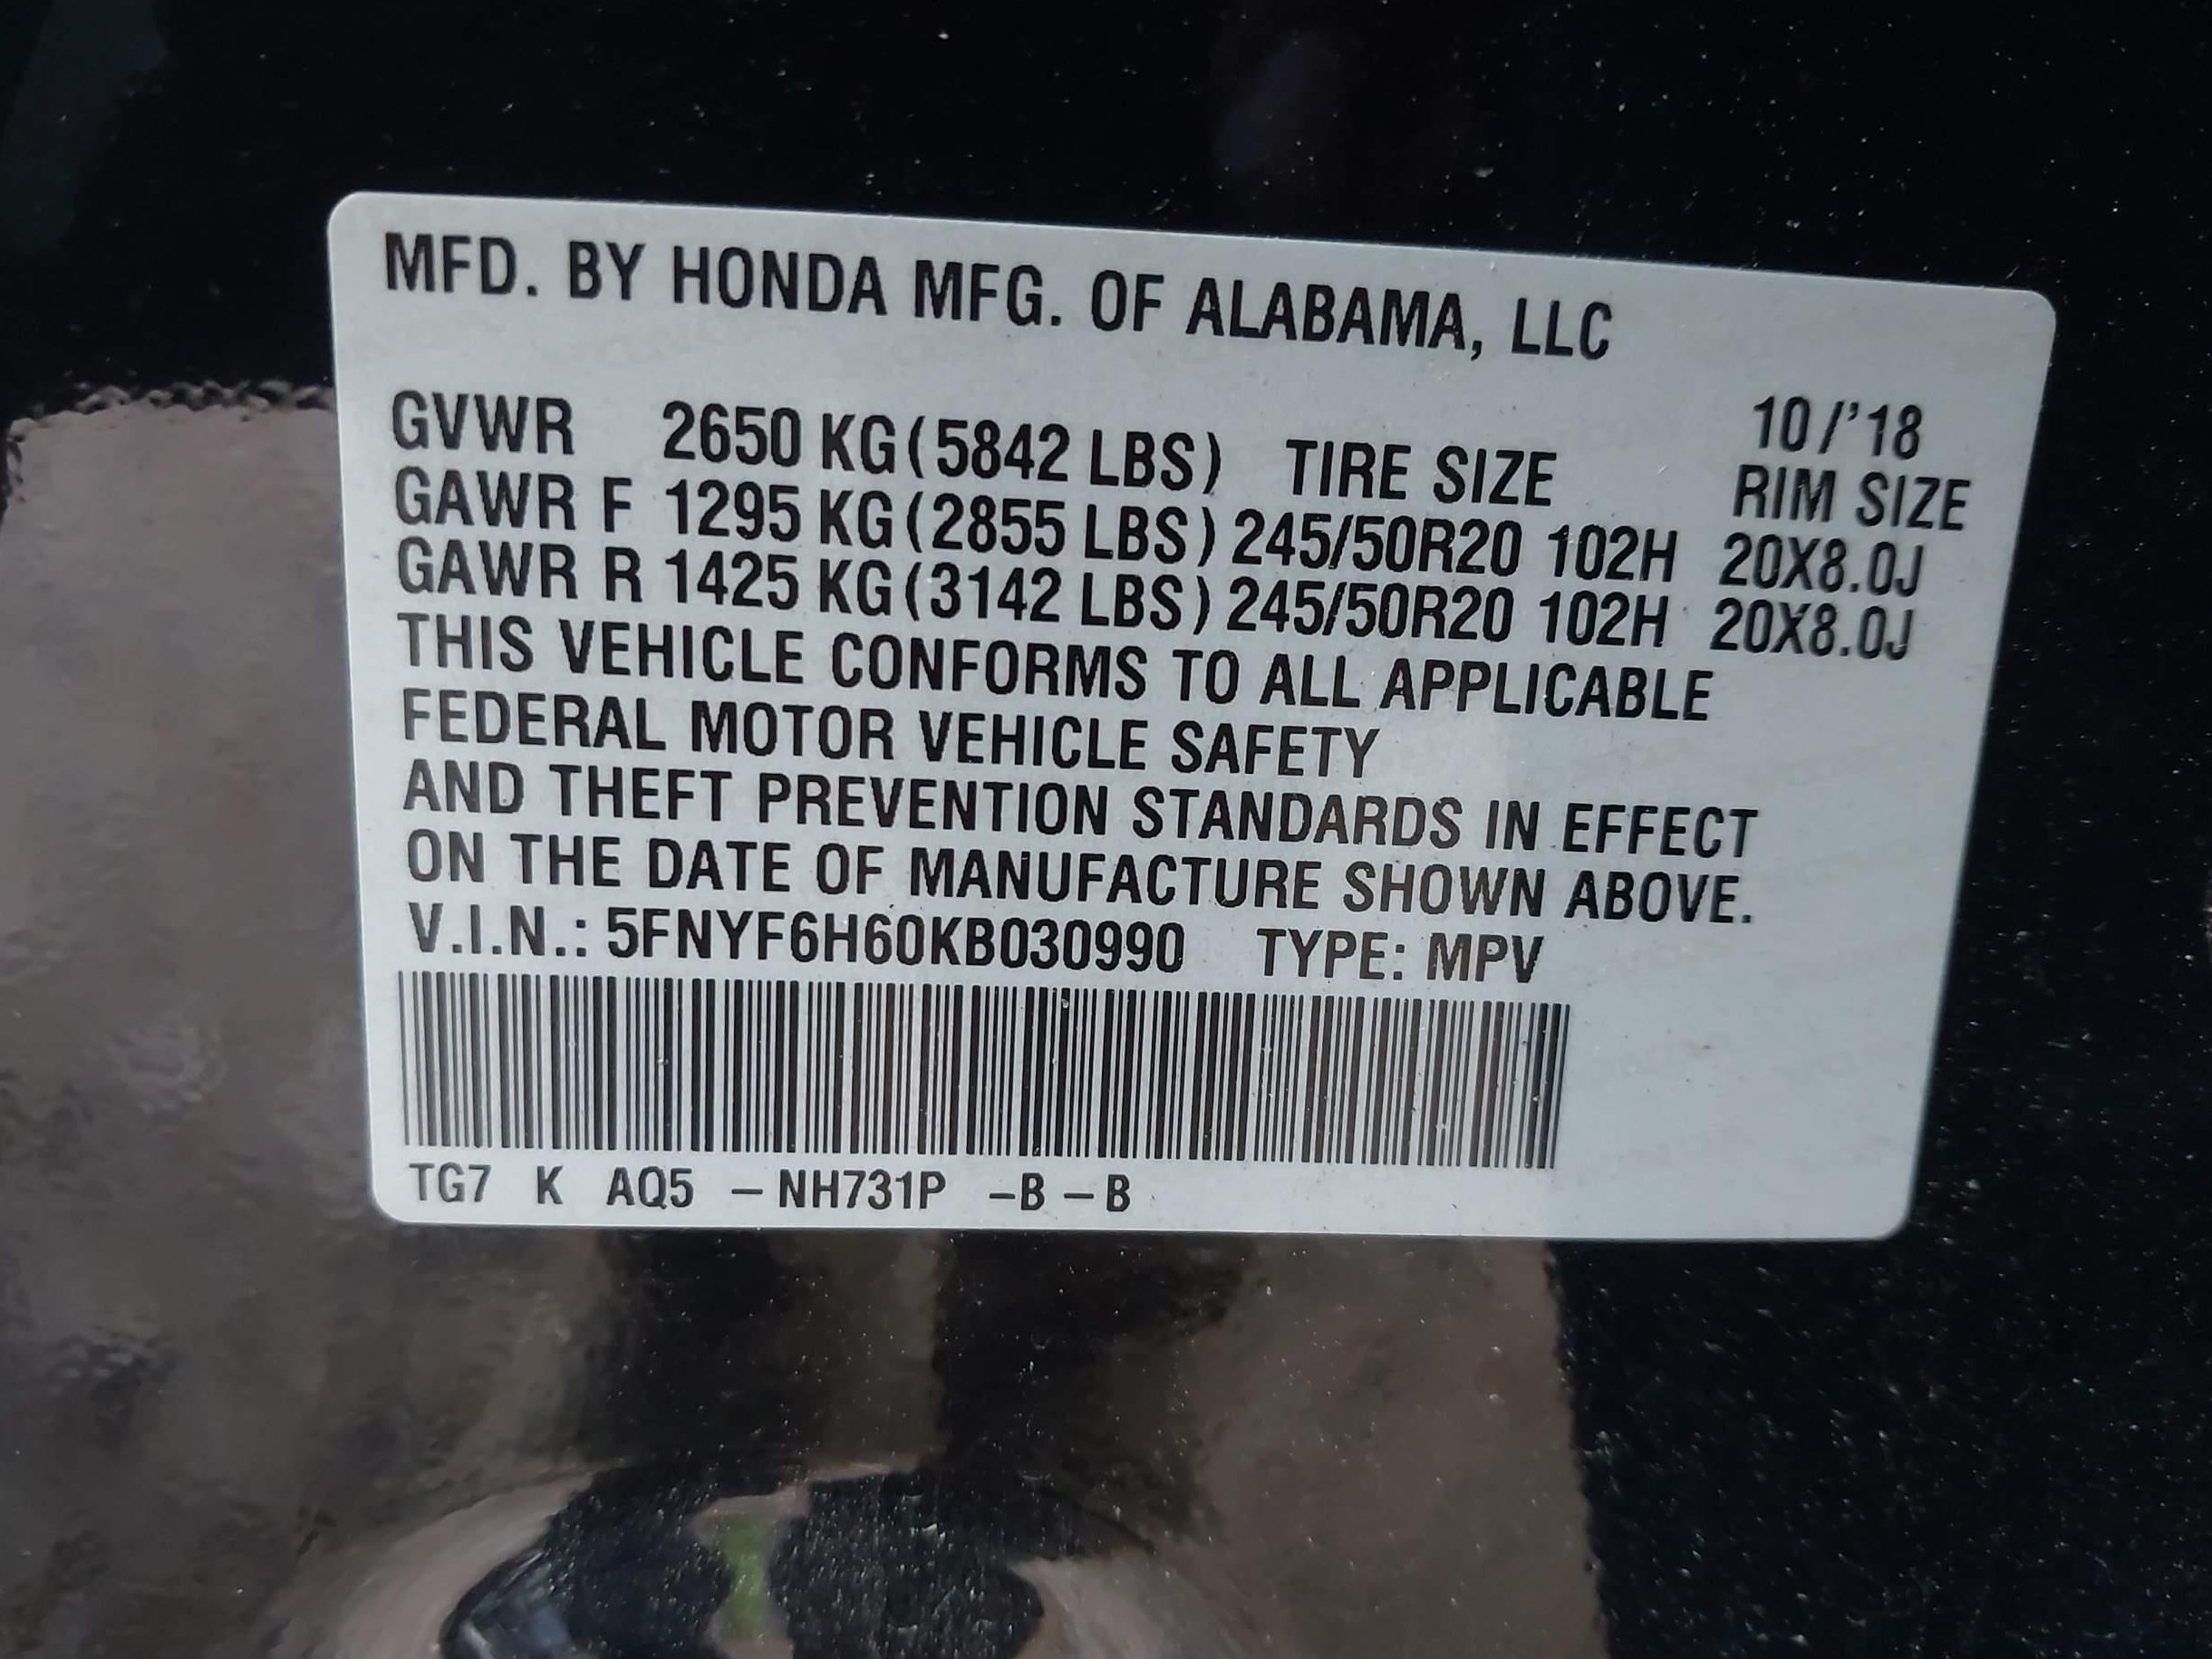 MFD. BY HONDA MFG. OF ALABAMA, LLC
10/'18
GVWR 2650 KG(5842 LBS) TIRE SIZE RIM SIZE
GAWR F 1295 KG(2855 LBS) 245/50R20 102H 20X8.0J
GAWR R 1425 KG(3142 LBS) 245/50R20 102H 20X8.0J
THIS VEHICLE CONFORMS TO ALL APPLICABLE
FEDERAL MOTOR VEHICLE SAFETY
AND THEFT PREVENTION STANDARDS IN EFFECT
ON THE DATE OF MANUFACTURE SHOWN ABOVE.
V.I.N.: 5FNYF6H60KB030990 TYPE: MPV
TG7 K AQ5 – NH731P –B – B